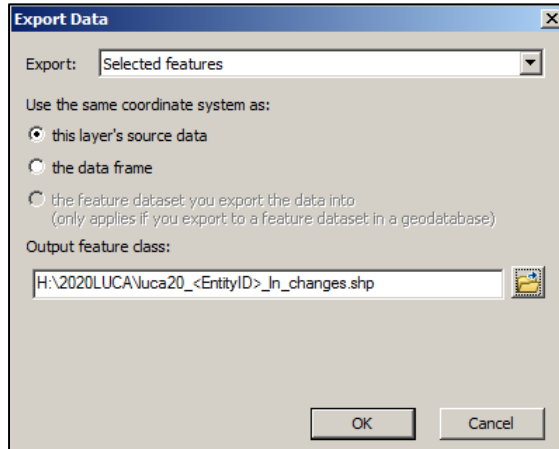 Export Data
Export: Selected features
Use the same coordinate system as:
this layer's source data
the data frame
the feature dataset you export the data into
(only applies if you export to a feature dataset in a geodatabase)
Output feature class:
H:\2020LUCA\luca20_<EntityID>_ln_changes.shp
OK Cancel